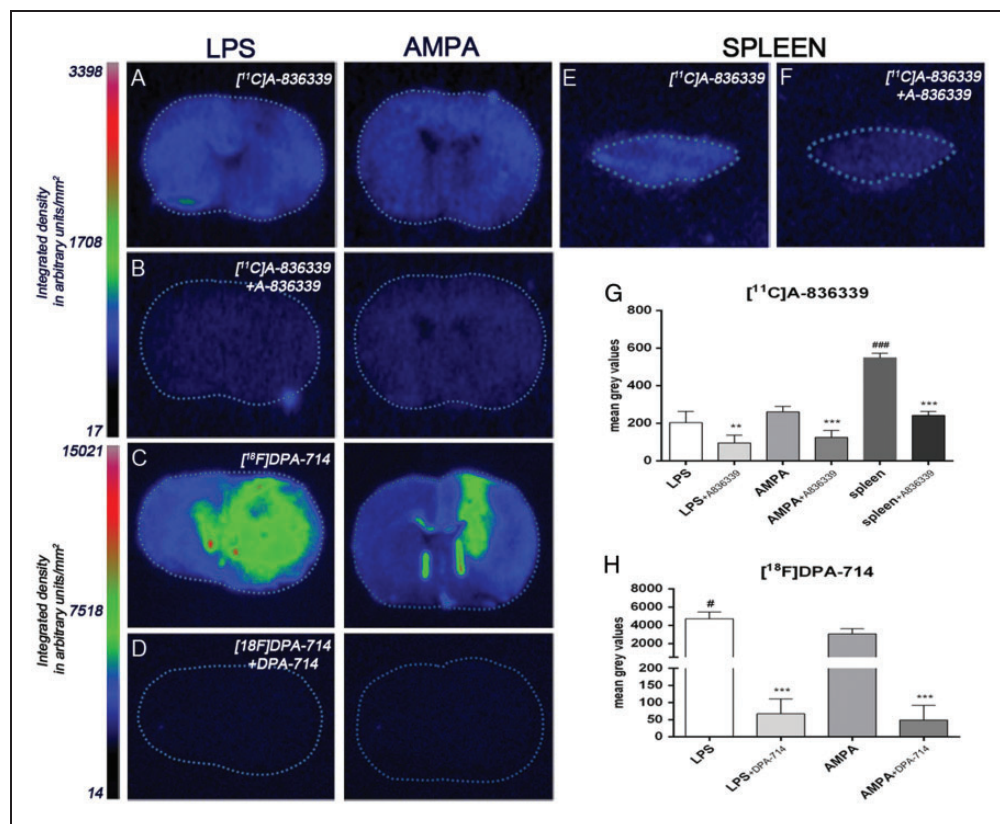 LPS
AMPA
SPLEEN
3398
1708
17
Integrated density
in arbitrary units/mm²
A
[¹¹C]A-836339
B
[¹¹C]A-836339
+A-836339
E
[¹¹C]A-836339
F
[¹¹C]A-836339
+A-836339
15021
7518
14
Integrated density
in arbitrary units/mm²
C
[¹⁸F]DPA-714
D
[18F]DPA-714
+DPA-714
G
[¹¹C]A-836339
mean grey values
800
600
400
200
0
**
***
###
***
LPS
LPS+A836339
AMPA
AMPA+A836339
spleen
spleen+A836339
H
[¹⁸F]DPA-714
mean grey values
8000
6000
4000
2000
200
150
100
50
0
#
***
***
LPS
LPS+DPA-714
AMPA
AMPA+DPA-714